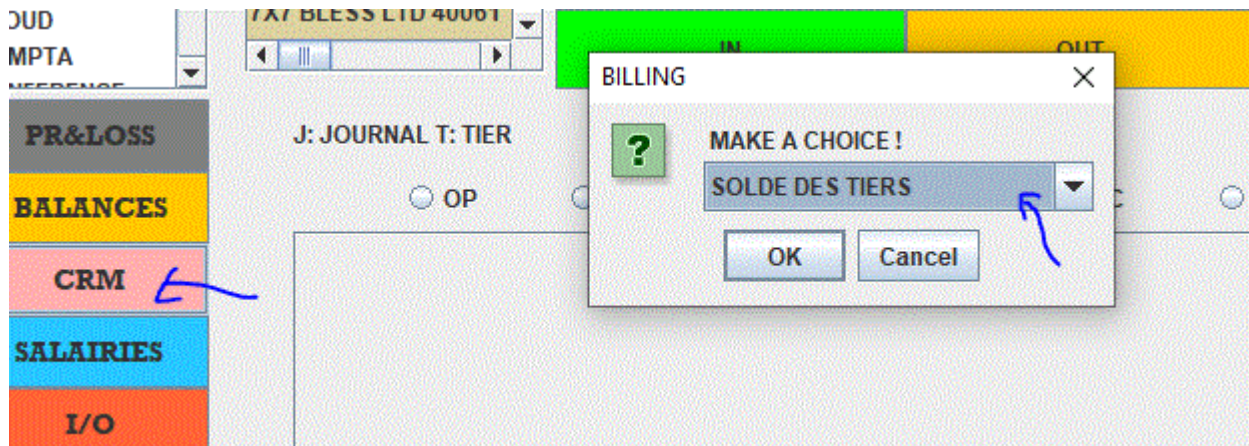 OUD
MPTA
7X7 BLESS LTD 40061
IN
OUT
BILLING
PR&LOSS
J: JOURNAL T: TIER
?
MAKE A CHOICE !
SOLDE DES TIERS
BALANCES
OP
C
OK
Cancel
CRM
SALAIRIES
I/O